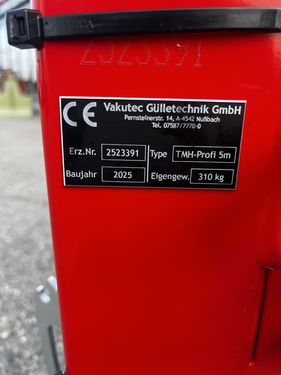 2523391
CE Vakutec Gülletechnik GmbH
Pernsteinerstr. 14, A-4542 Nußbach
Tel. 07587/7770-0
Erz.Nr. 2523391 Type TMH-Profi 5m
Baujahr 2025 Eigengew. 310 kg